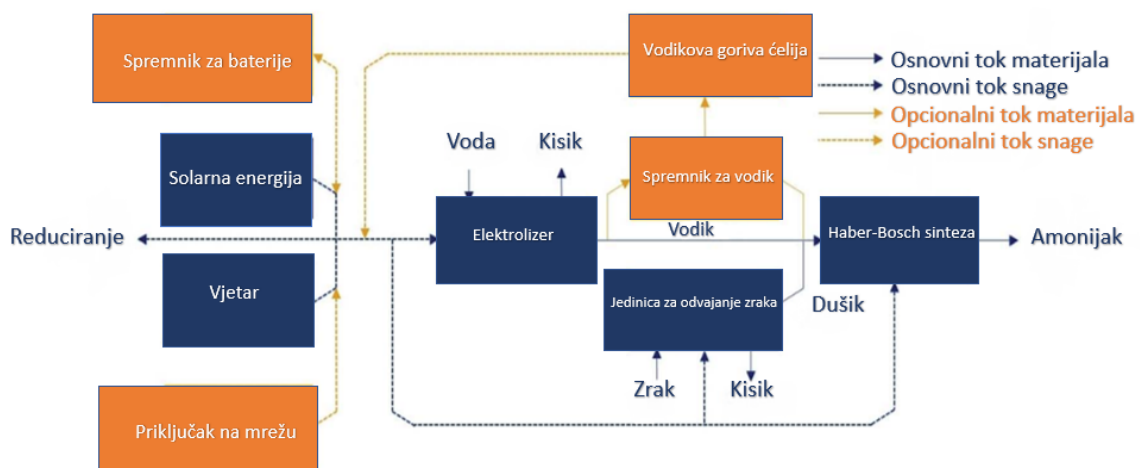 Spremnik za baterije
Vodikova goriva ćelija
Osnovni tok materijala
Osnovni tok snage
Opcionalni tok materijala
Opcionalni tok snage
Voda
Kisik
Solarna energija
Spremnik za vodik
Reduciranje
Elektrolizer
Vodik
Haber-Bosch sinteza
Amonijak
Vjetar
Jedinica za odvajanje zraka
Dušik
Zrak
Kisik
Priključak na mrežu